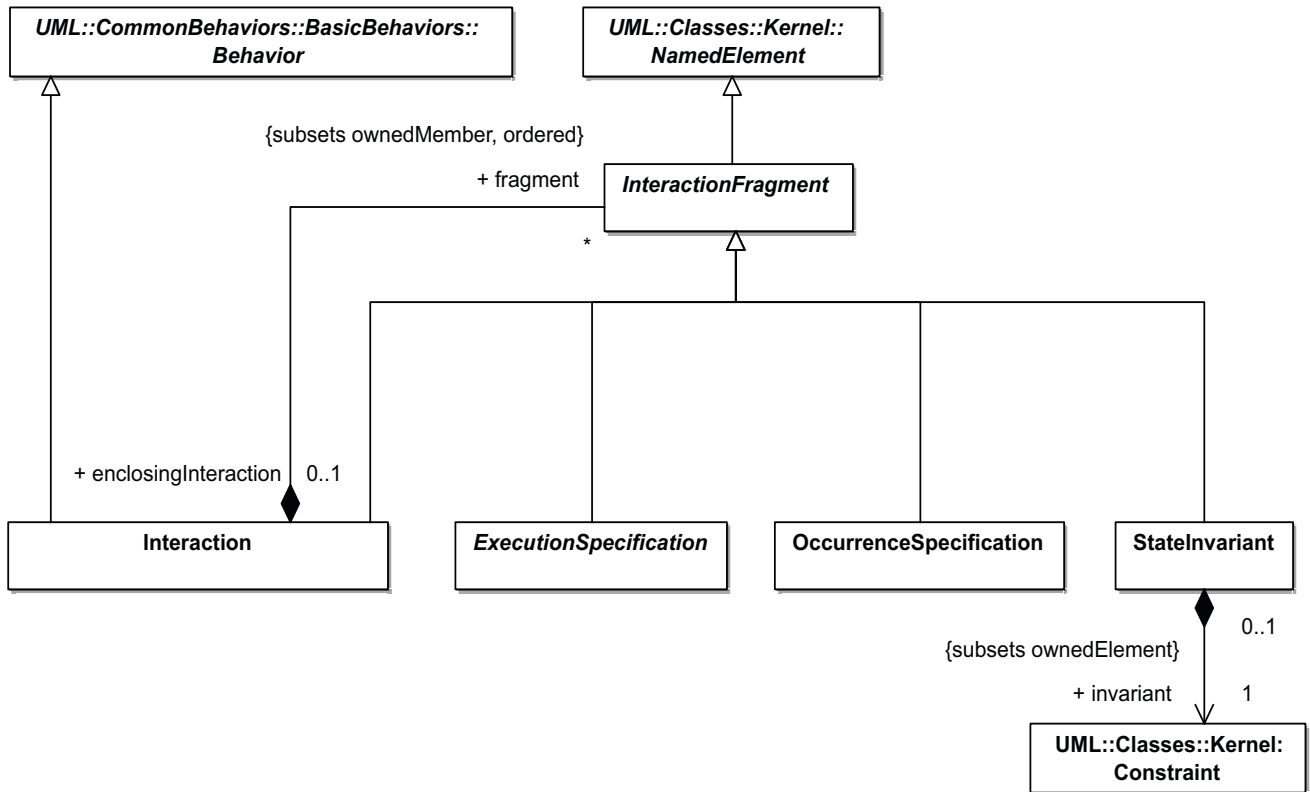 UML::CommonBehaviors::BasicBehaviors::
Behavior
UML::Classes::Kernel::
NamedElement
{subsets ownedMember, ordered}
+ fragment
InteractionFragment
*
+ enclosingInteraction
0..1
Interaction
ExecutionSpecification
OccurrenceSpecification
StateInvariant
0..1
{subsets ownedElement}
+ invariant
1
UML::Classes::Kernel:
Constraint